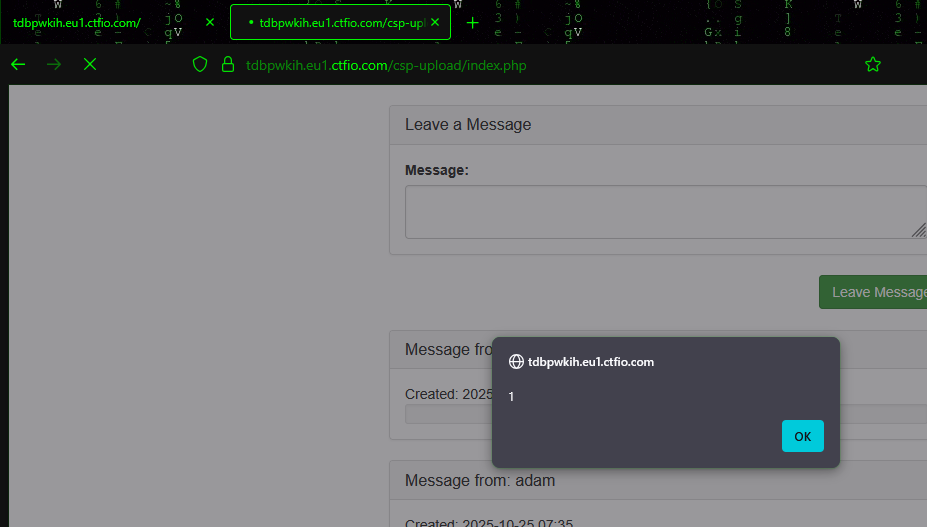 tdbpwkih.eu1.ctfio.com/
tdbpwkih.eu1.ctfio.com/csp-upl
tdbpwkih.eu1.ctfio.com/csp-upload/index.php
Leave a Message
Message:
Leave Message
Message fro
Created: 2025
tdbpwkih.eu1.ctfio.com
1
OK
Message from: adam
Created: 2025-10-25 07:35